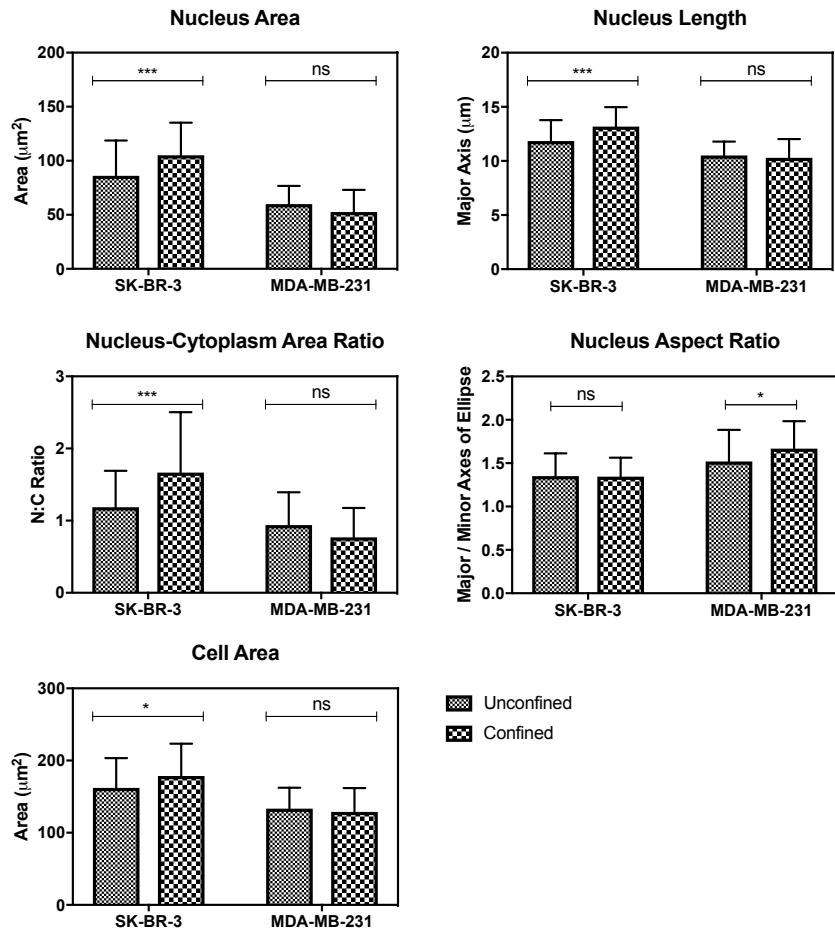 Nucleus Area
Area (μm²)
200
150
100
50
0
***
ns
SK-BR-3
MDA-MB-231
Nucleus Length
Major Axis (μm)
20
15
10
5
0
***
ns
SK-BR-3
MDA-MB-231
Nucleus-Cytoplasm Area Ratio
N:C Ratio
3
2
1
0
***
ns
SK-BR-3
MDA-MB-231
Nucleus Aspect Ratio
Major / Minor Axes of Ellipse
2.5
2.0
1.5
1.0
0.5
0.0
ns
*
SK-BR-3
MDA-MB-231
Cell Area
Area (μm²)
300
200
100
0
*
ns
SK-BR-3
MDA-MB-231
Unconfined
Confined